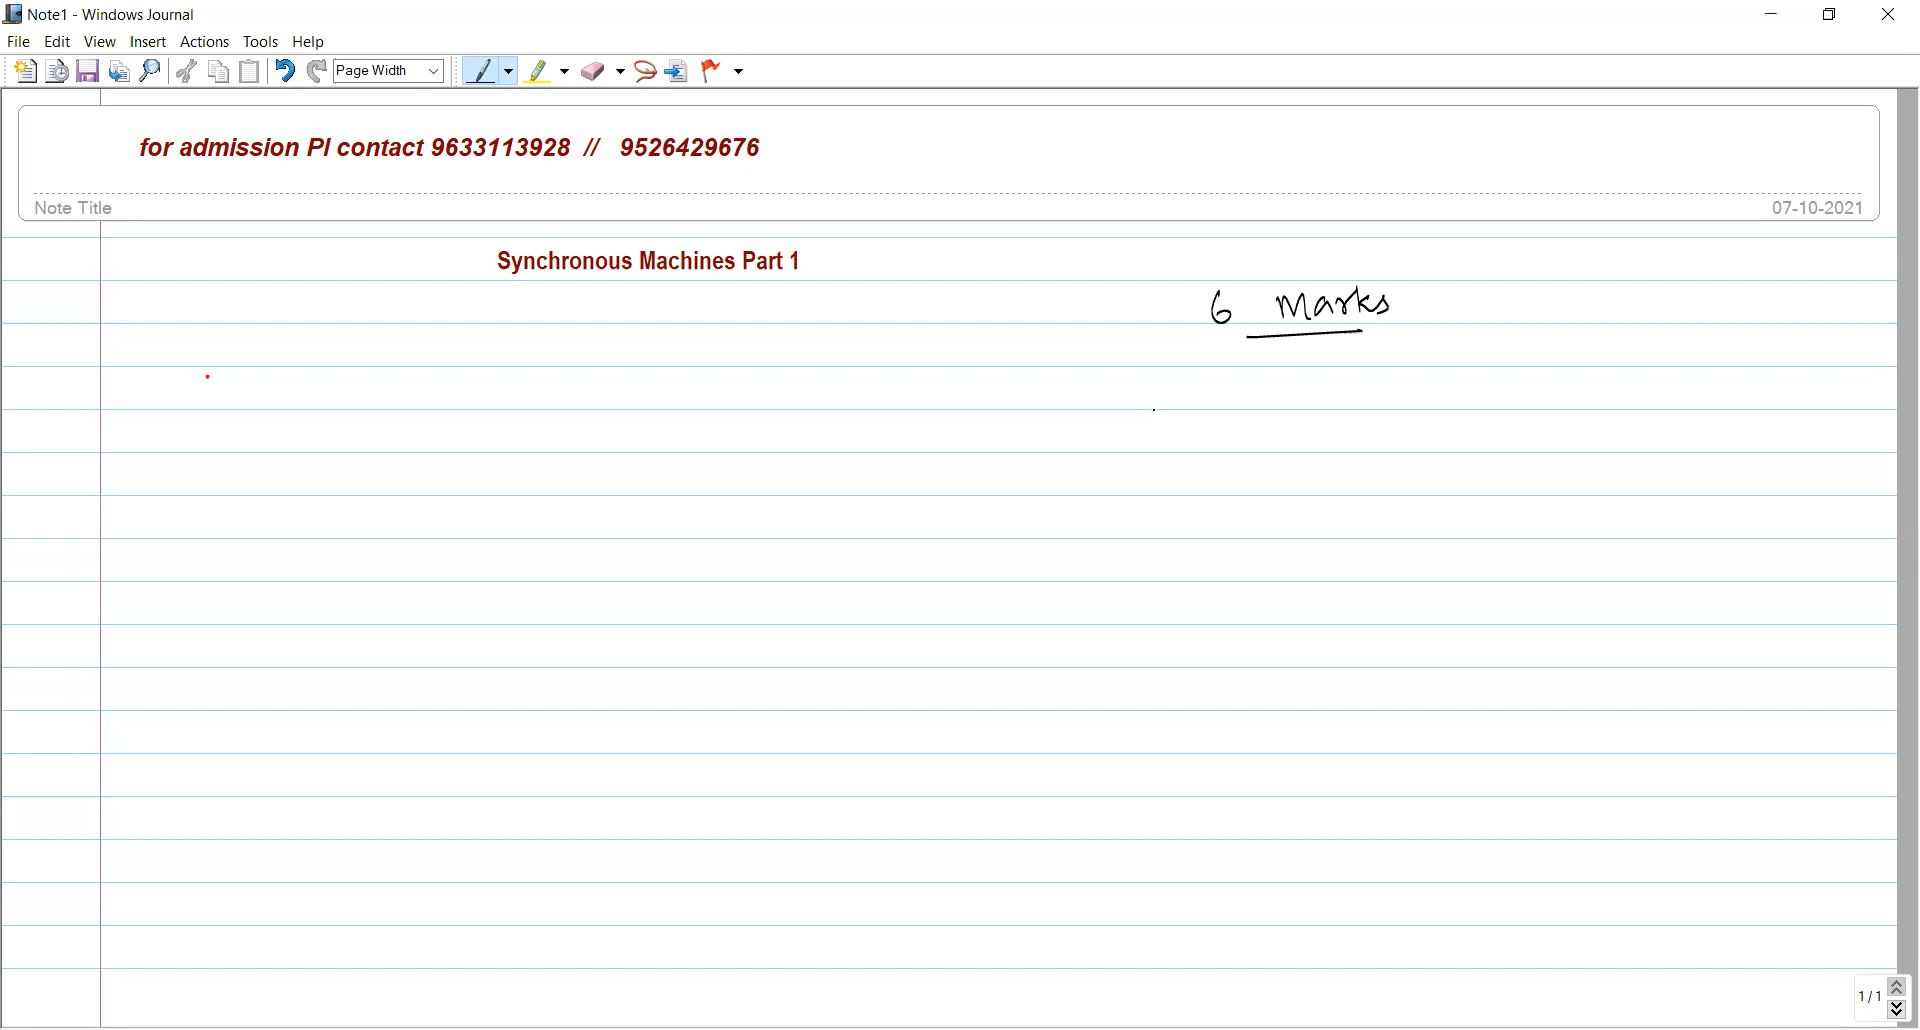 Note1 - Windows Journal
File Edit View Insert Actions Tools Help
Page Width
for admission Pl contact 9633113928 // 9526429676
Note Title
07-10-2021
Synchronous Machines Part 1
6 Marks
1 / 1